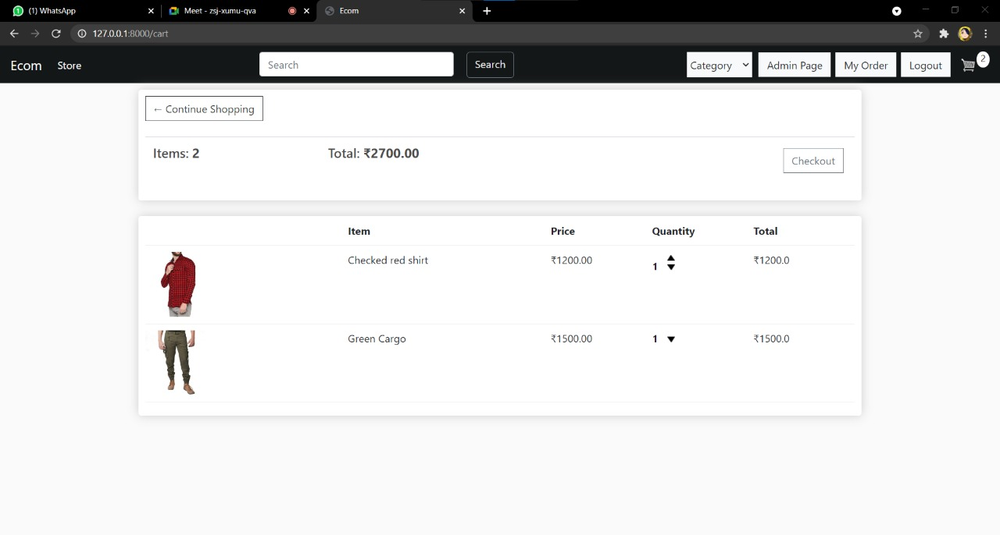 (1) WhatsApp
Meet - zsj-xumu-qva
Ecom
127.0.0.1:8000/cart
Ecom
Store
Search
Search
Category
Admin Page
My Order
Logout
2
← Continue Shopping
Items: 2
Total: ₹2700.00
Checkout
Item Price Quantity Total
Checked red shirt ₹1200.00 1 ₹1200.0
Green Cargo ₹1500.00 1 ₹1500.0